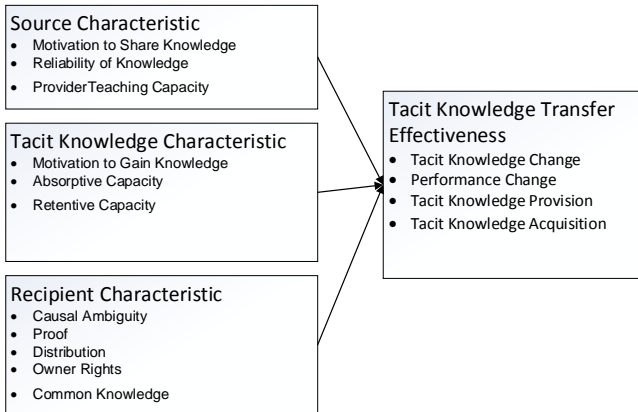 Source Characteristic
• Motivation to Share Knowledge
• Reliability of Knowledge
• ProviderTeaching Capacity
Tacit Knowledge Characteristic
• Motivation to Gain Knowledge
• Absorptive Capacity
• Retentive Capacity
Recipient Characteristic
• Causal Ambiguity
• Proof
• Distribution
• Owner Rights
• Common Knowledge
Tacit Knowledge Transfer
Effectiveness
• Tacit Knowledge Change
• Performance Change
• Tacit Knowledge Provision
• Tacit Knowledge Acquisition